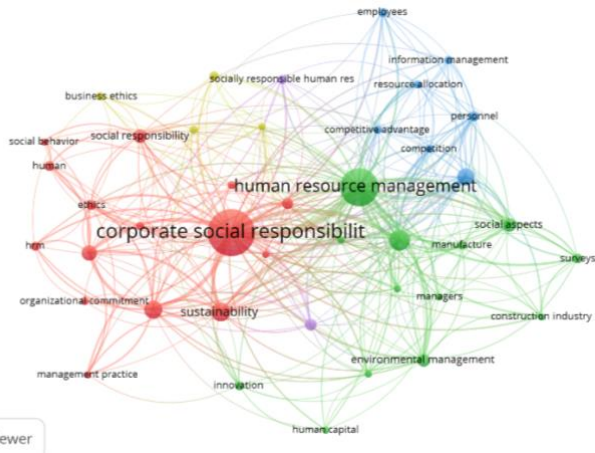 employees
information management
socially responsible human res
resource allocation
business ethics
personnel
competitive advantage
social responsibility
social behavior
competition
human
human resource management
ethics
social aspects
corporate social responsibilit
hrm
manufacture
surveys
managers
organizational commitment
sustainability
construction industry
environmental management
management practice
innovation
human capital
ewer